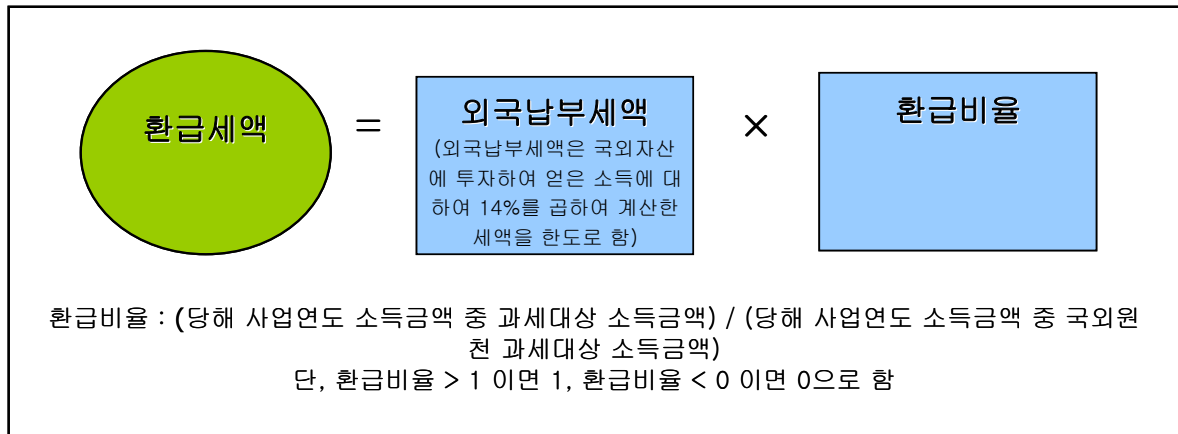 환급세액
=
외국납부세액
(외국납부세액은 국외자산
에 투자하여 얻은 소득에 대
하여 14%를 곱하여 계산한
세액을 한도로 함)
×
환급비율
환급비율 : (당해 사업연도 소득금액 중 과세대상 소득금액) / (당해 사업연도 소득금액 중 국외원
천 과세대상 소득금액)
단, 환급비율 > 1 이면 1, 환급비율 < 0 이면 0으로 함